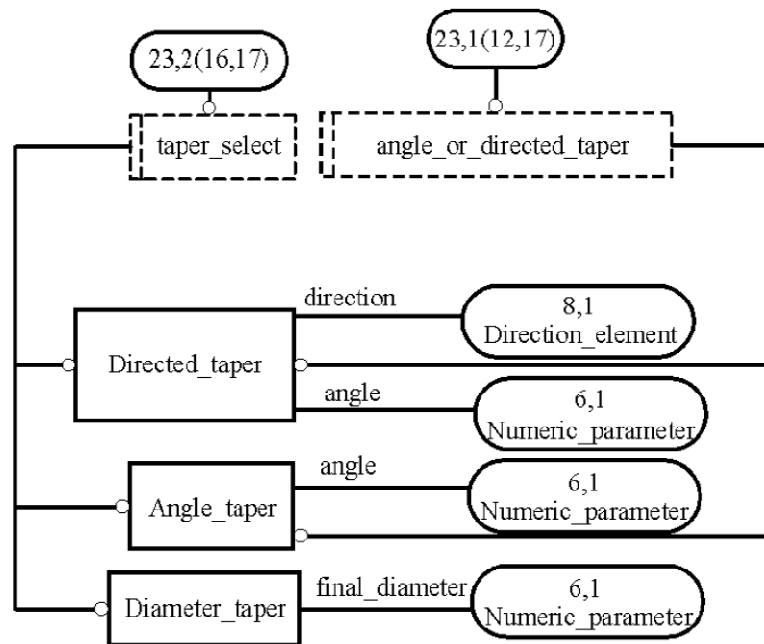 23,2(16,17)
23,1(12,17)
taper_select
angle_or_directed_taper
direction
8,1
Direction_element
Directed_taper
angle
6,1
Numeric_parameter
angle
6,1
Numeric_parameter
Angle_taper
final_diameter
6,1
Numeric_parameter
Diameter_taper